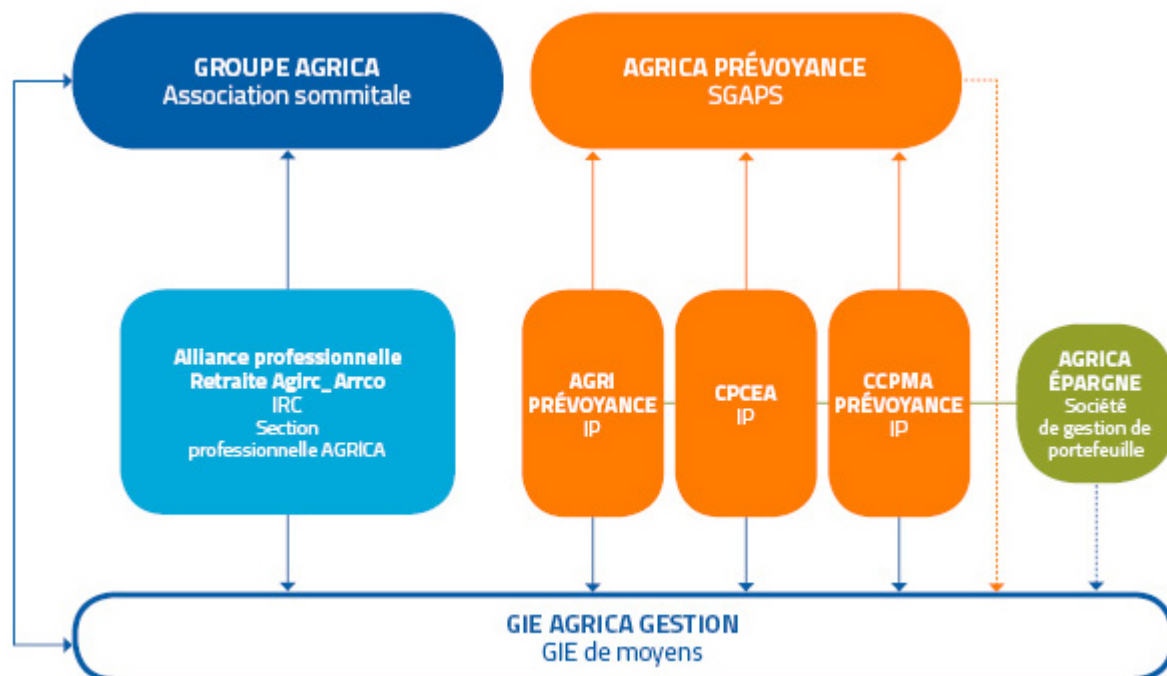 GROUPE AGRICA
Association sommitale
AGRICA PRÉVOYANCE
SGAPS
Alliance professionnelle
Retraite Agirc_Arrco
IRC
Section
professionnelle AGRICA
AGRI
PRÉVOYANCE
IP
CPCEA
IP
CCPMA
PRÉVOYANCE
IP
AGRICA
ÉPARGNE
Société
de gestion de
portefeuille
GIE AGRICA GESTION
GIE de moyens